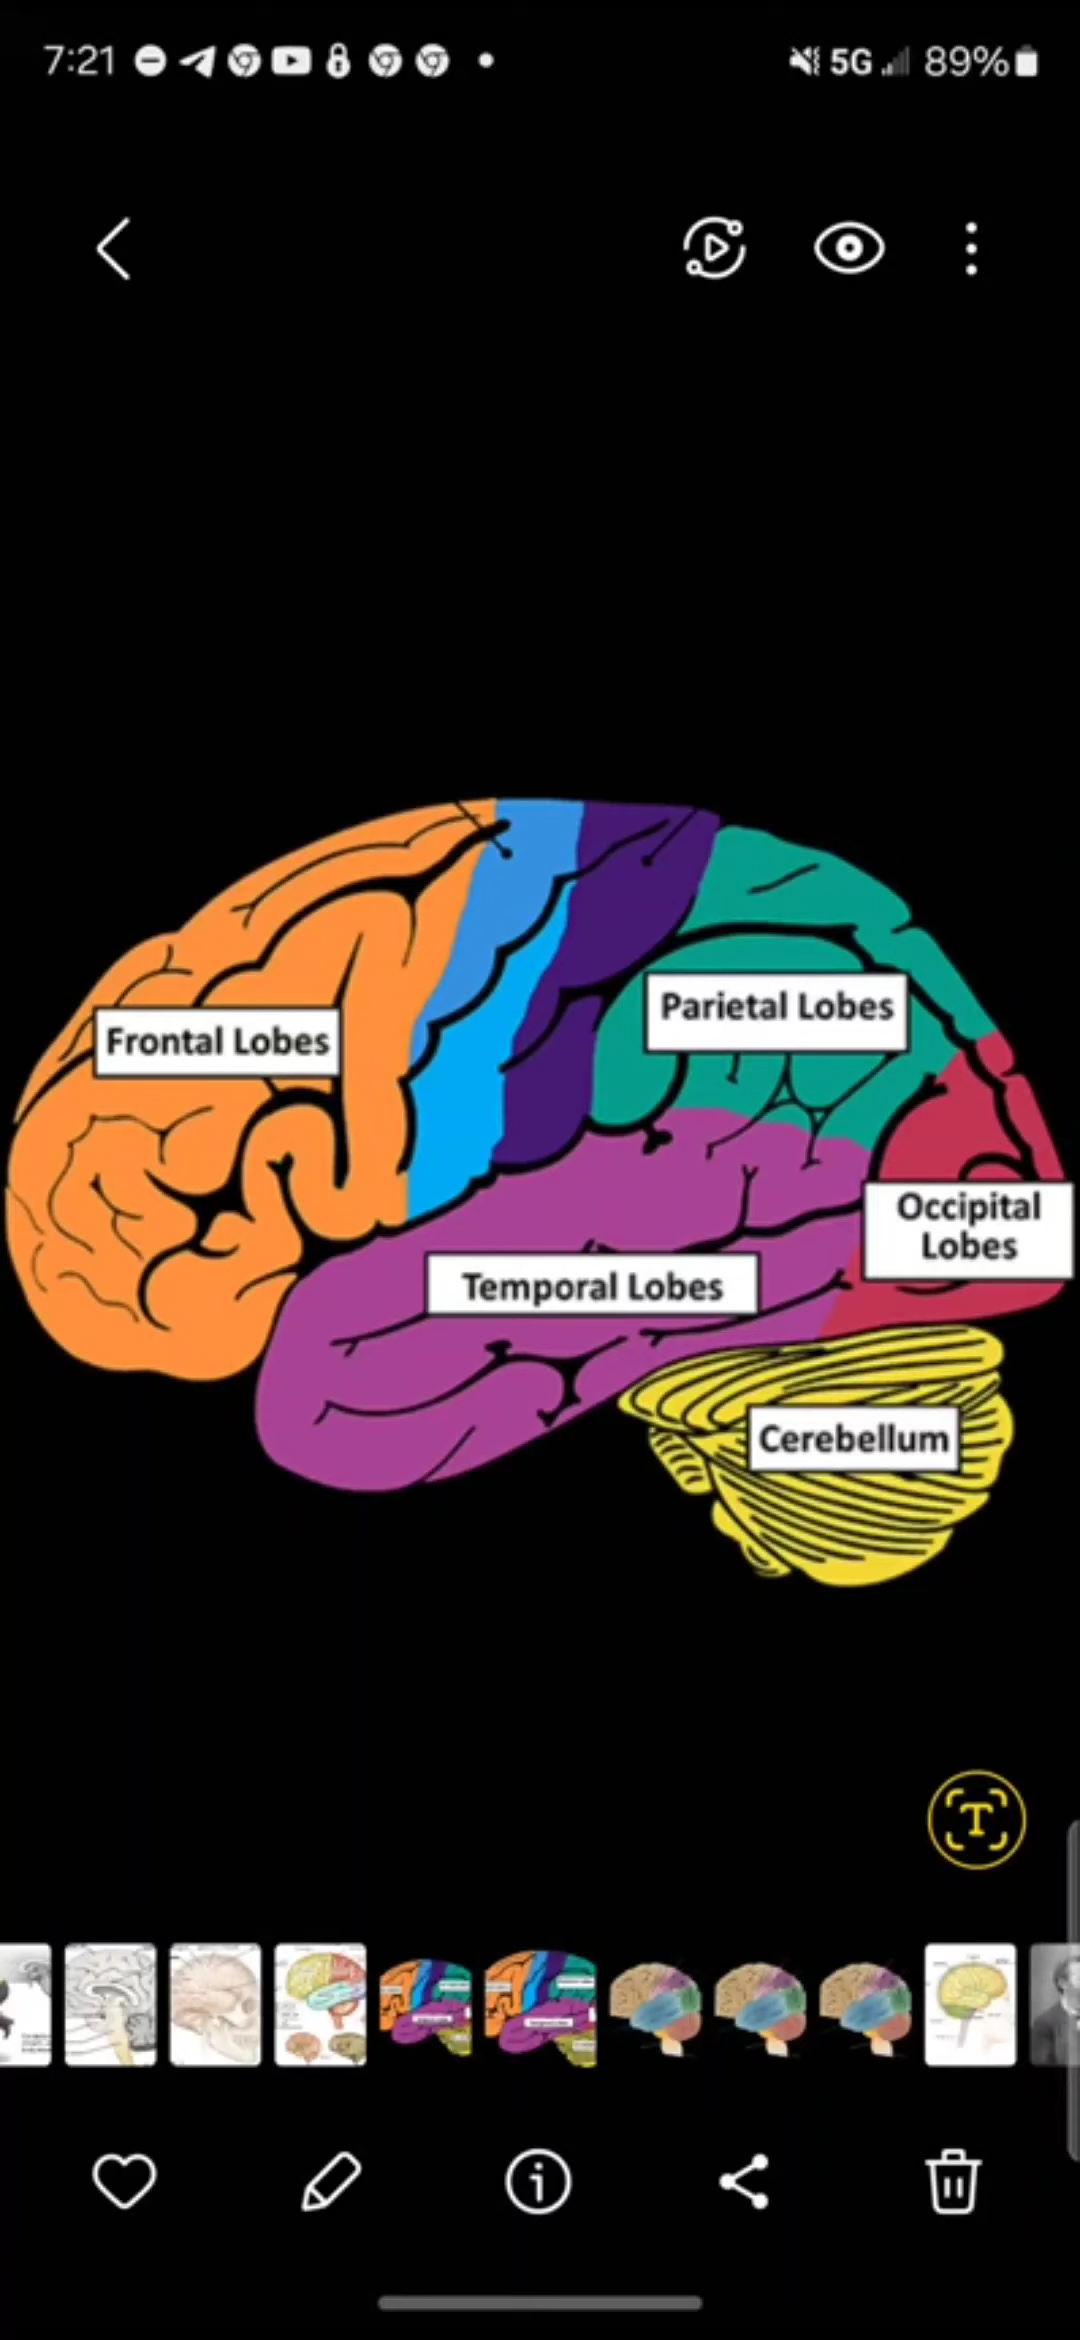 7:21
5G
89%
Frontal Lobes
Parietal Lobes
Occipital
Lobes
Temporal Lobes
Cerebellum
T